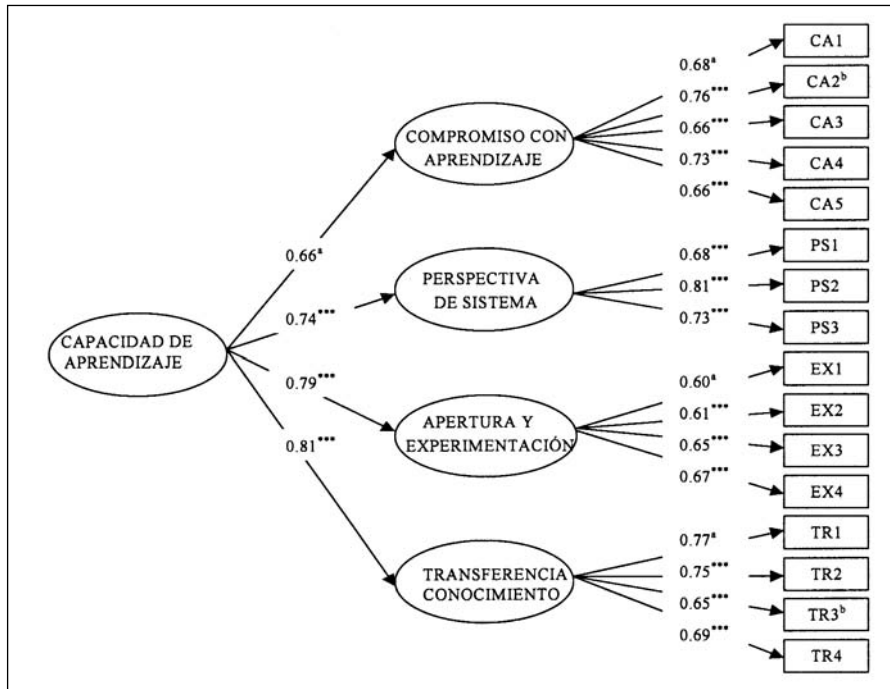 CA1
0.68ª
CA2ᵇ
0.76***
COMPROMISO CON
APRENDIZAJE
0.66***
CA3
0.73***
CA4
0.66***
CA5
0.66ª
0.68***
PS1
PERSPECTIVA
DE SISTEMA
0.81***
PS2
0.74***
0.73***
PS3
CAPACIDAD DE
APRENDIZAJE
0.79***
0.60ª
EX1
APERTURA Y
EXPERIMENTACIÓN
0.61***
EX2
0.65***
EX3
0.81***
0.67***
EX4
0.77ª
TR1
TRANSFERENCIA
CONOCIMIENTO
0.75***
TR2
0.65***
TR3ᵇ
0.69***
TR4